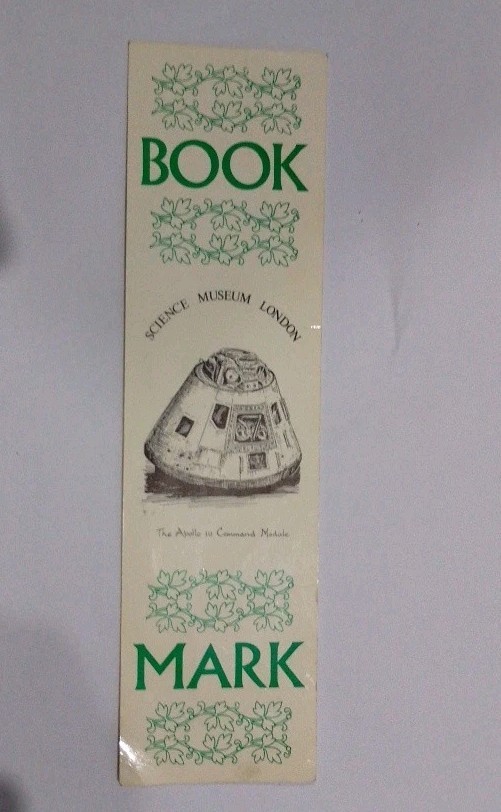 BOOK
SCIENCE MUSEUM LONDON
The Apollo 10 Command Module
MARK